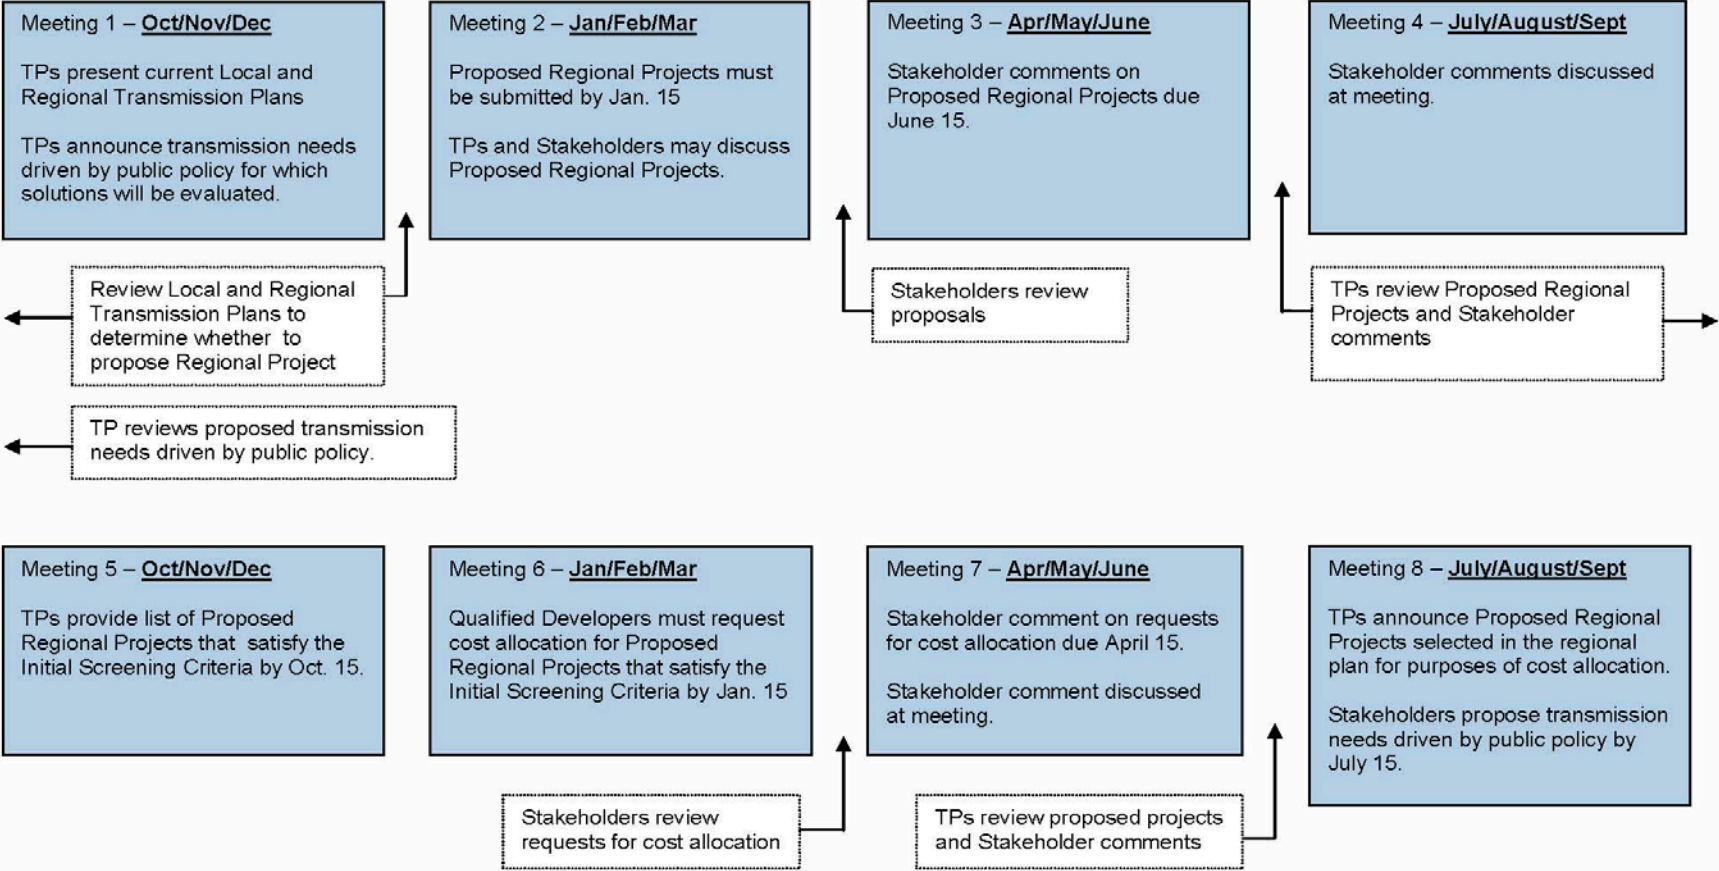 Meeting 1 – Oct/Nov/Dec
TPs present current Local and
Regional Transmission Plans
TPs announce transmission needs
driven by public policy for which
solutions will be evaluated.
Meeting 2 – Jan/Feb/Mar
Proposed Regional Projects must
be submitted by Jan. 15
TPs and Stakeholders may discuss
Proposed Regional Projects.
Meeting 3 – Apr/May/June
Stakeholder comments on
Proposed Regional Projects due
June 15.
Meeting 4 – July/August/Sept
Stakeholder comments discussed
at meeting.
Review Local and Regional
Transmission Plans to
determine whether to
propose Regional Project
Stakeholders review
proposals
TPs review Proposed Regional
Projects and Stakeholder
comments
TP reviews proposed transmission
needs driven by public policy.
Meeting 5 – Oct/Nov/Dec
TPs provide list of Proposed
Regional Projects that satisfy the
Initial Screening Criteria by Oct. 15.
Meeting 6 – Jan/Feb/Mar
Qualified Developers must request
cost allocation for Proposed
Regional Projects that satisfy the
Initial Screening Criteria by Jan. 15
Meeting 7 – Apr/May/June
Stakeholder comment on requests
for cost allocation due April 15.
Stakeholder comment discussed
at meeting.
Meeting 8 – July/August/Sept
TPs announce Proposed Regional
Projects selected in the regional
plan for purposes of cost allocation.
Stakeholders propose transmission
needs driven by public policy by
July 15.
Stakeholders review
requests for cost allocation
TPs review proposed projects
and Stakeholder comments